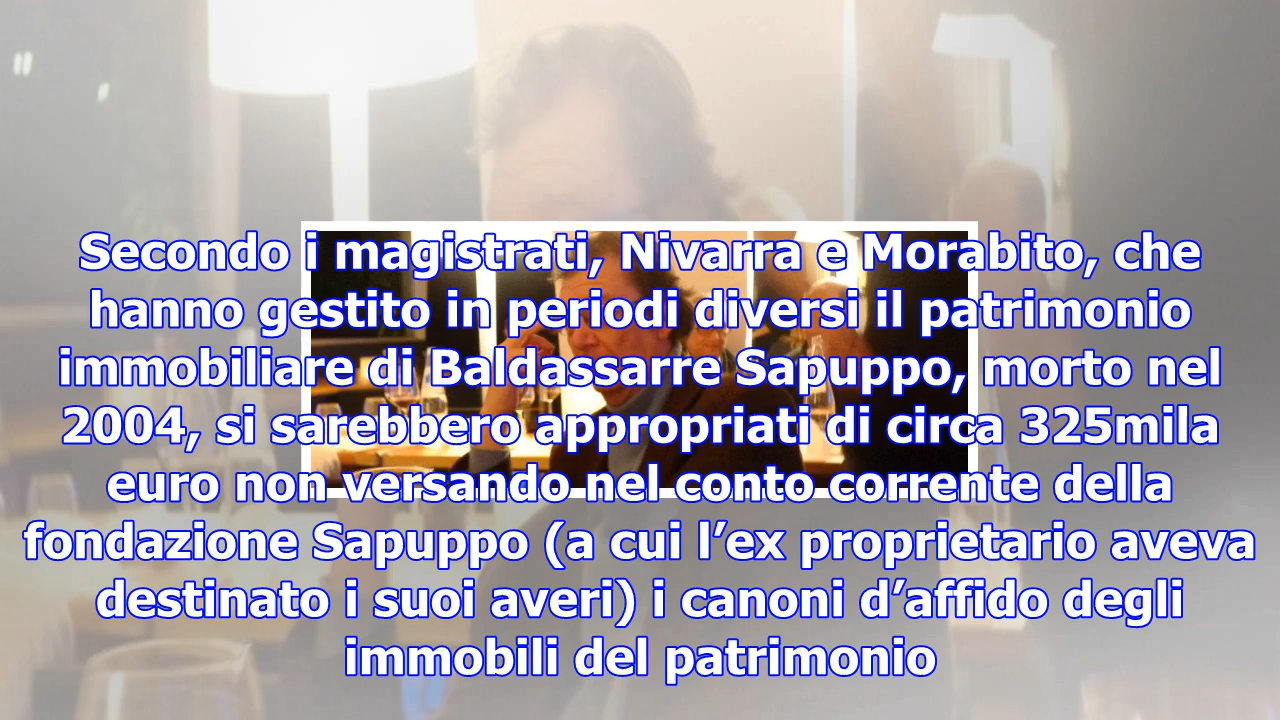 Secondo i magistrati, Nivarra e Morabito, che
hanno gestito in periodi diversi il patrimonio
immobiliare di Baldassarre Sapuppo, morto nel
2004, si sarebbero appropriati di circa 325mila
euro non versando nel conto corrente della
fondazione Sapuppo (a cui l’ex proprietario aveva
destinato i suoi averi) i canoni d’affido degli
immobili del patrimonio